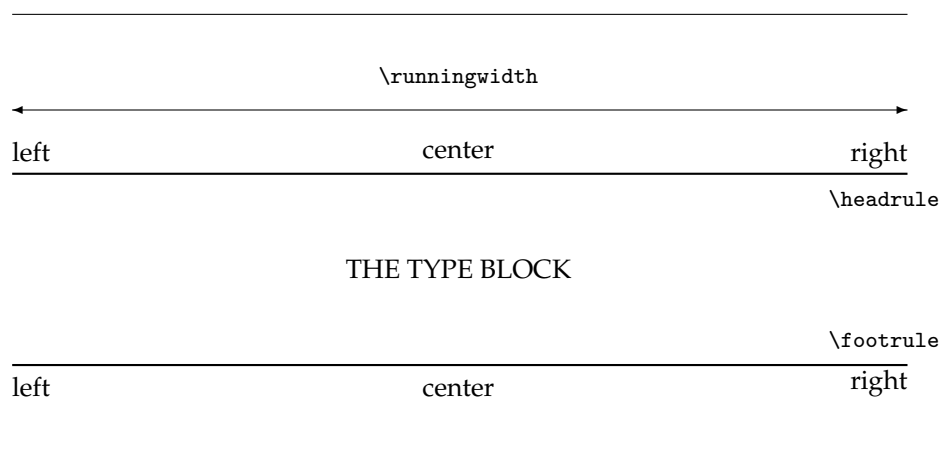 \runningwidth
left center right
\headrule
THE TYPE BLOCK
\footrule
left center right